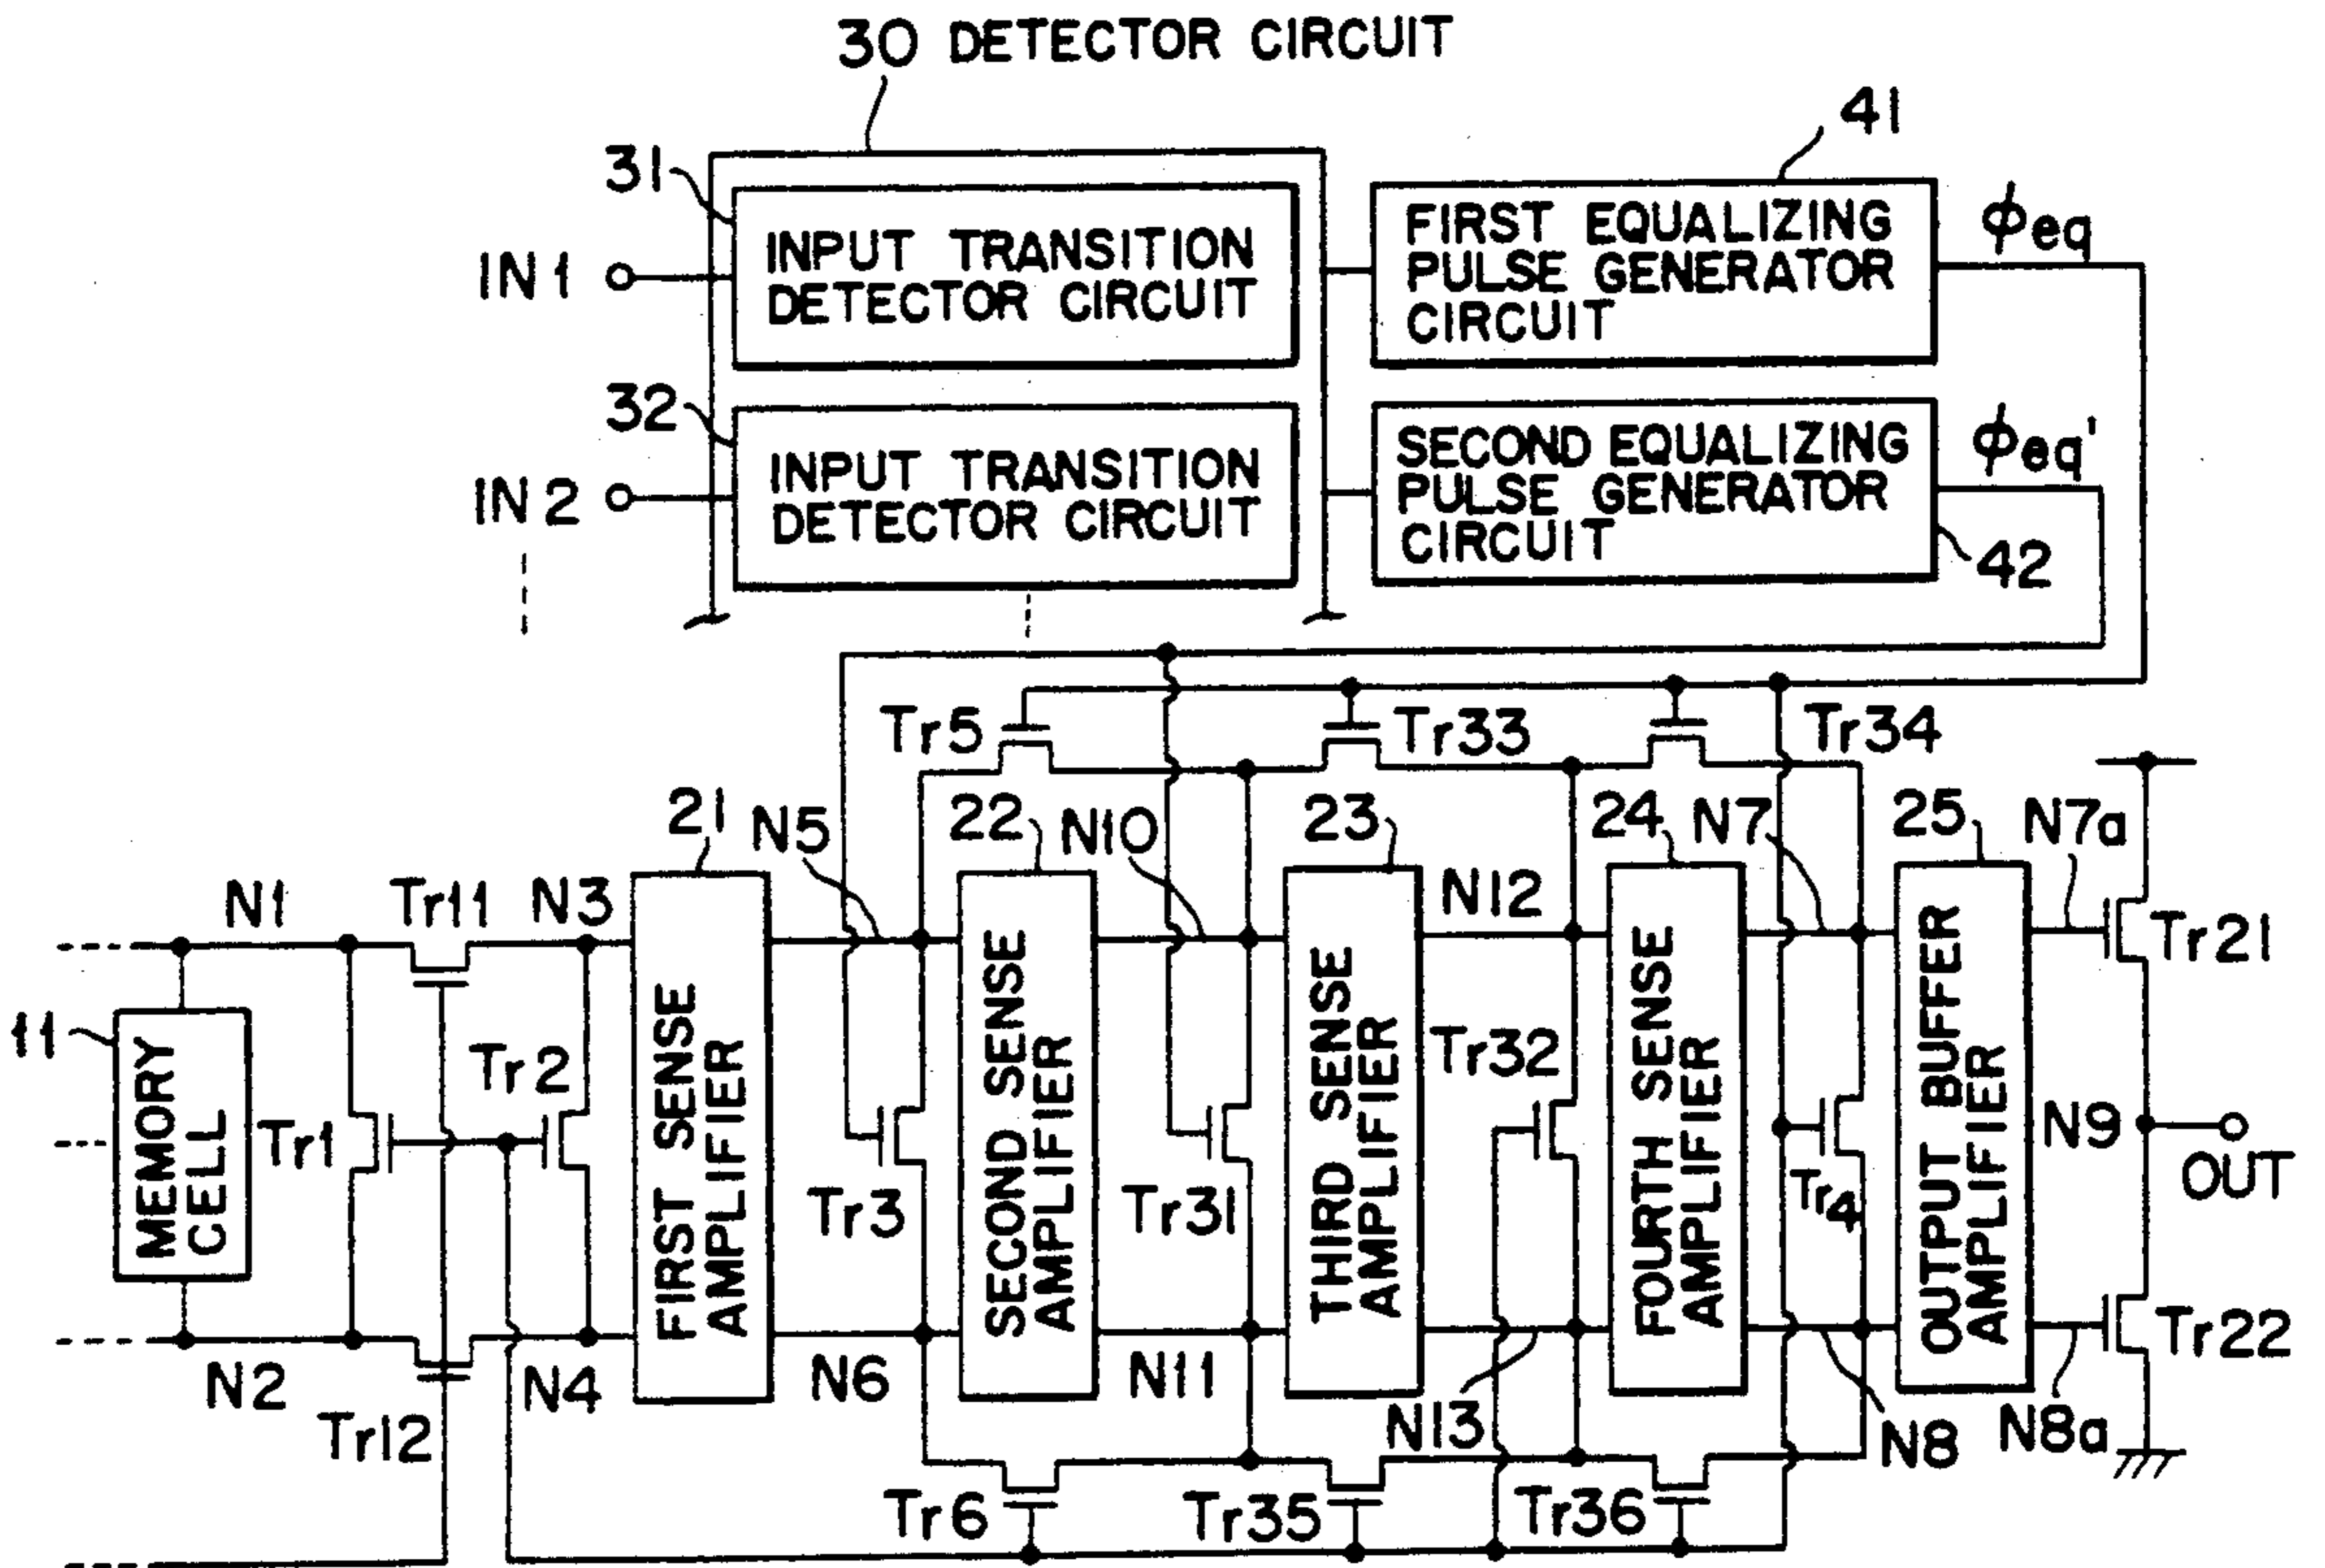 30 DETECTOR CIRCUIT
41
31
INPUT TRANSITION
DETECTOR CIRCUIT
IN1
FIRST EQUALIZING
PULSE GENERATOR
CIRCUIT
ϕeq
32
INPUT TRANSITION
DETECTOR CIRCUIT
IN2
SECOND EQUALIZING
PULSE GENERATOR
CIRCUIT
ϕeq'
42
Tr5
Tr33
Tr34
21
N5
22
N10
23
24
N7
25
N7a
N1
Tr11
N3
N12
Tr21
11
MEMORY
CELL
Tr1
Tr2
FIRST SENSE
AMPLIFIER
Tr3
SECOND SENSE
AMPLIFIER
Tr31
THIRD SENSE
AMPLIFIER
Tr32
FOURTH SENSE
AMPLIFIER
Tr4
OUTPUT BUFFER
AMPLIFIER
N9
OUT
N2
Tr12
N4
N6
N11
N13
N8
N8a
Tr22
Tr6
Tr35
Tr36